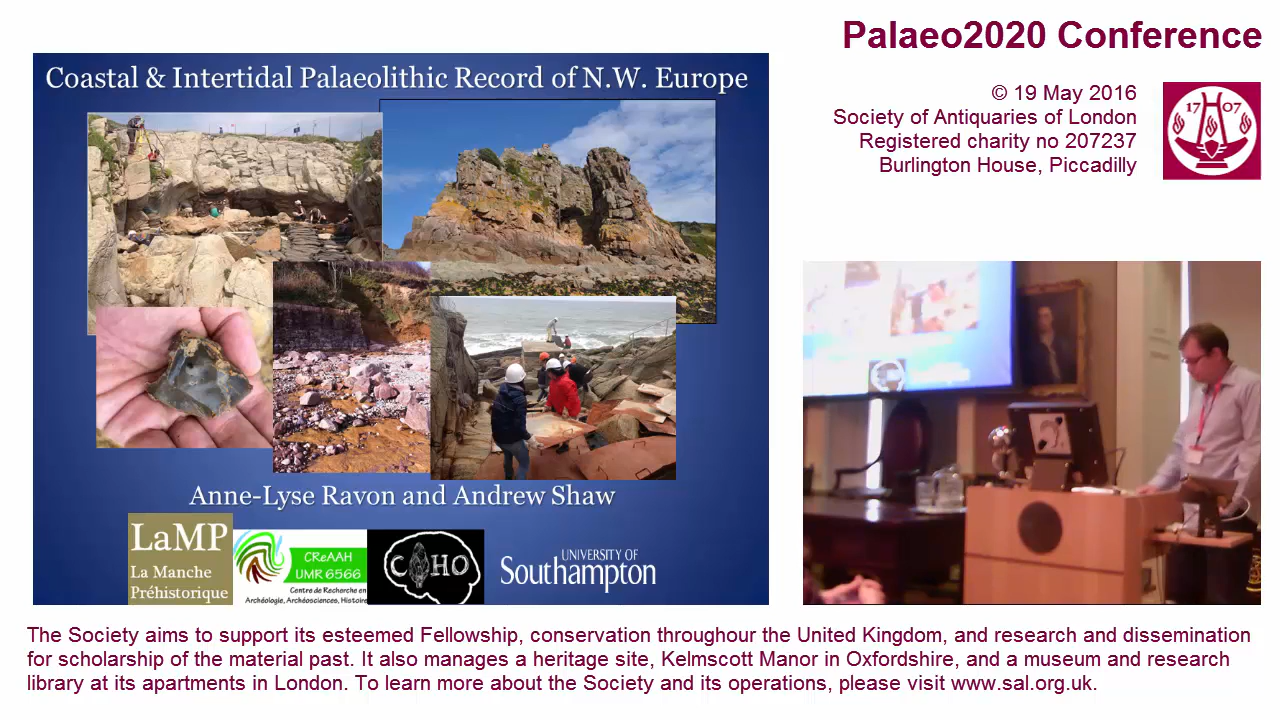 Palaeo2020 Conference
© 19 May 2016
Society of Antiquaries of London
Registered charity no 207237
Burlington House, Piccadilly
17 07
Coastal & Intertidal Palaeolithic Record of N.W. Europe
Anne-Lyse Ravon and Andrew Shaw
LaMP
La Manche
Préhistorique
CReAAH
UMR 6566
Centre de Recherche en
Archéologie, Archéosciences, Histoire
CAHO
UNIVERSITY OF
Southampton
The Society aims to support its esteemed Fellowship, conservation throughour the United Kingdom, and research and dissemination
for scholarship of the material past. It also manages a heritage site, Kelmscott Manor in Oxfordshire, and a museum and research
library at its apartments in London. To learn more about the Society and its operations, please visit www.sal.org.uk.